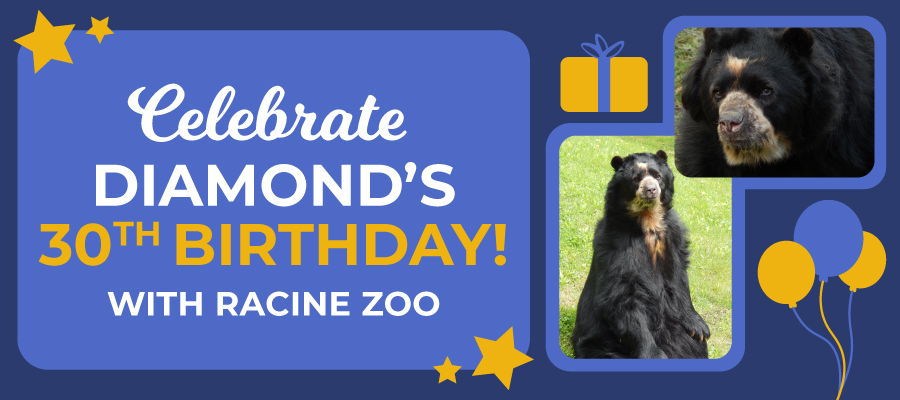 Celebrate
DIAMOND'S
30TH BIRTHDAY!
WITH RACINE ZOO